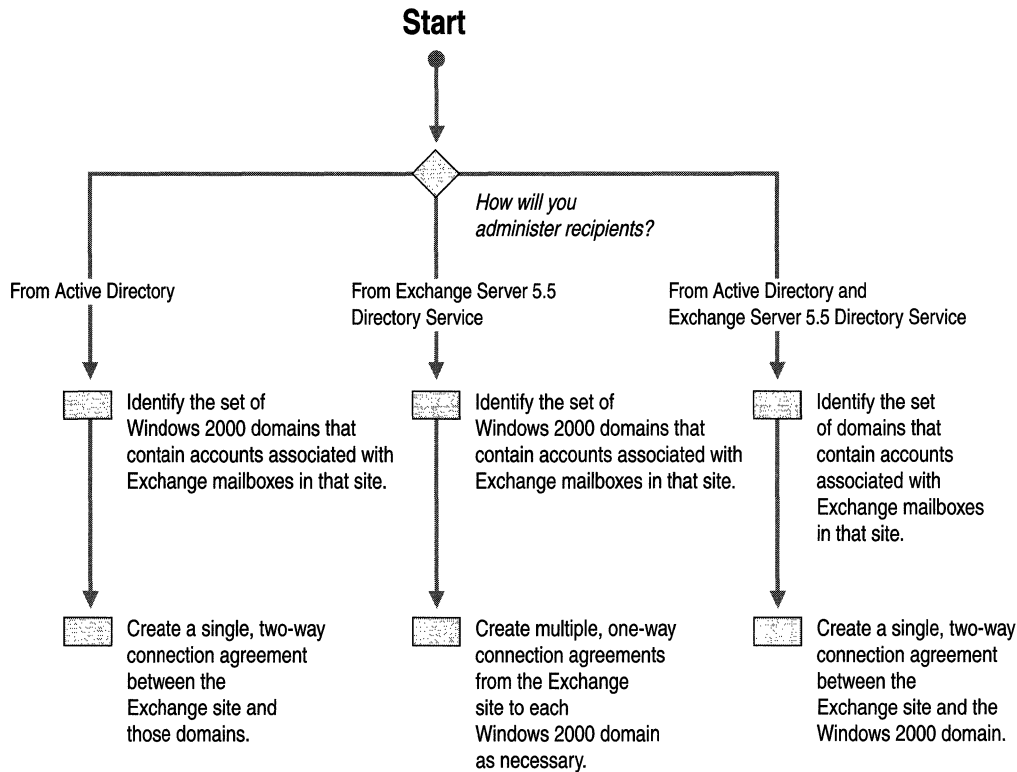 Start
How will you
administer recipients?
From Active Directory
From Exchange Server 5.5
Directory Service
From Active Directory and
Exchange Server 5.5 Directory Service
Identify the set of
Windows 2000 domains that
contain accounts associated with
Exchange mailboxes in that site.
Identify the set of
Windows 2000 domains that
contain accounts associated with
Exchange mailboxes in that site.
Identify the set
of domains that
contain accounts
associated with
Exchange mailboxes
in that site.
Create a single, two-way
connection agreement
between the
Exchange site and
those domains.
Create multiple, one-way
connection agreements
from the Exchange
site to each
Windows 2000 domain
as necessary.
Create a single, two-way
connection agreement
between the
Exchange site and the
Windows 2000 domain.